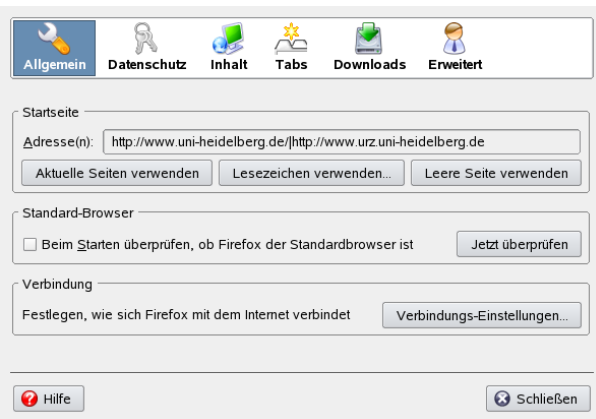 Allgemein Datenschutz Inhalt Tabs Downloads Erweitert
Startseite
Adresse(n): http://www.uni-heidelberg.de/|http://www.urz.uni-heidelberg.de
Aktuelle Seiten verwenden Lesezeichen verwenden... Leere Seite verwenden
Standard-Browser
Beim Starten überprüfen, ob Firefox der Standardbrowser ist Jetzt überprüfen
Verbindung
Festlegen, wie sich Firefox mit dem Internet verbindet Verbindungs-Einstellungen...
Hilfe Schließen